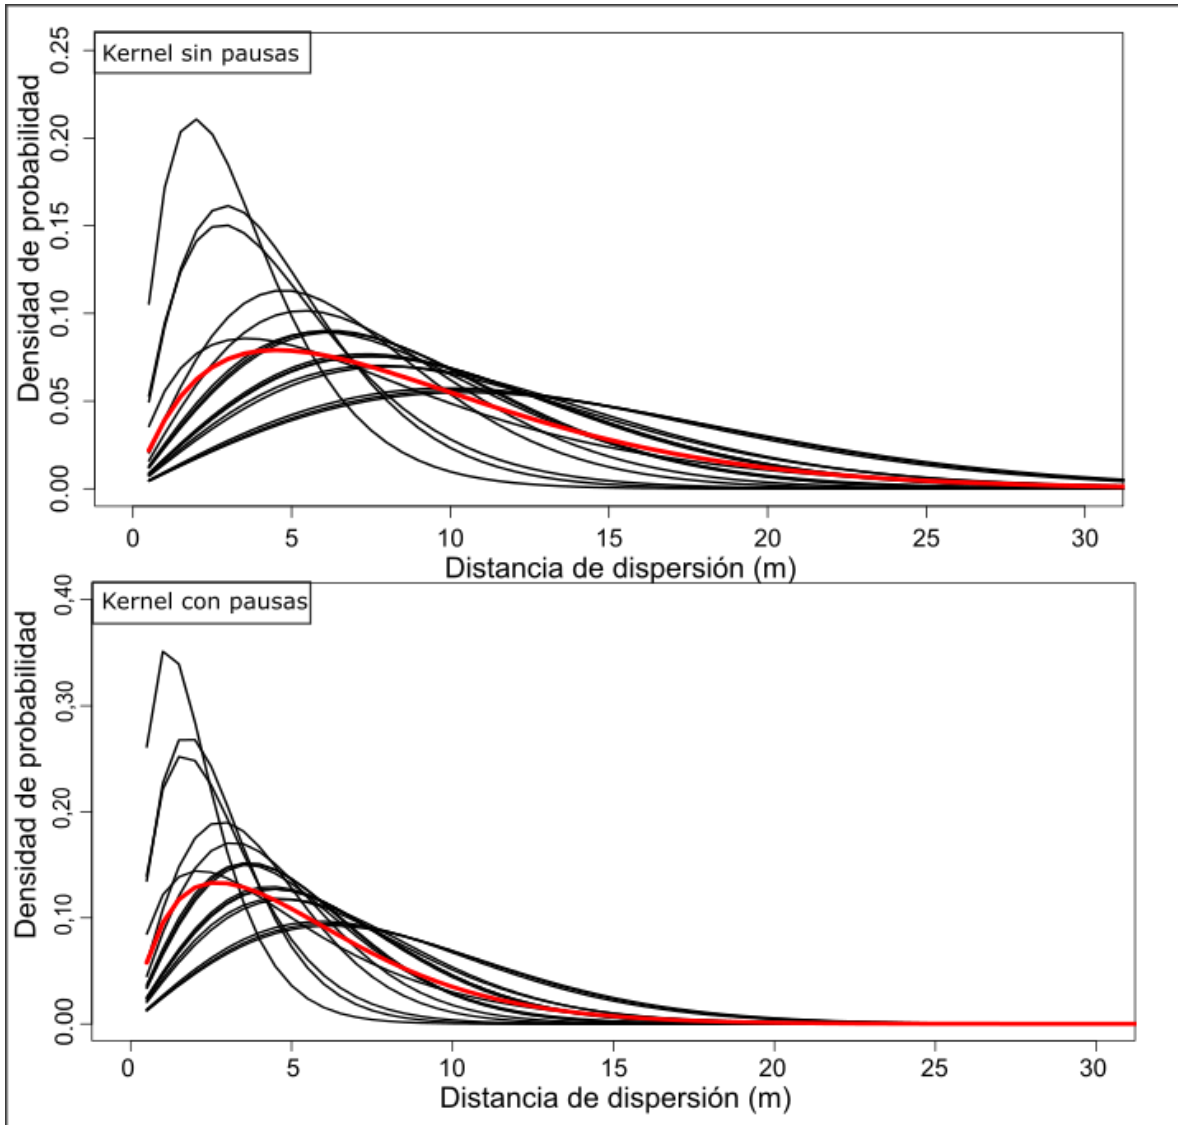 Kernel sin pausas
Densidad de probabilidad
0.25
0.20
0.15
0.10
0.05
0.00
0 5 10 15 20 25 30
Distancia de dispersión (m)
Kernel con pausas
Densidad de probabilidad
0,40
0,30
0,20
0,10
0,00
0 5 10 15 20 25 30
Distancia de dispersión (m)